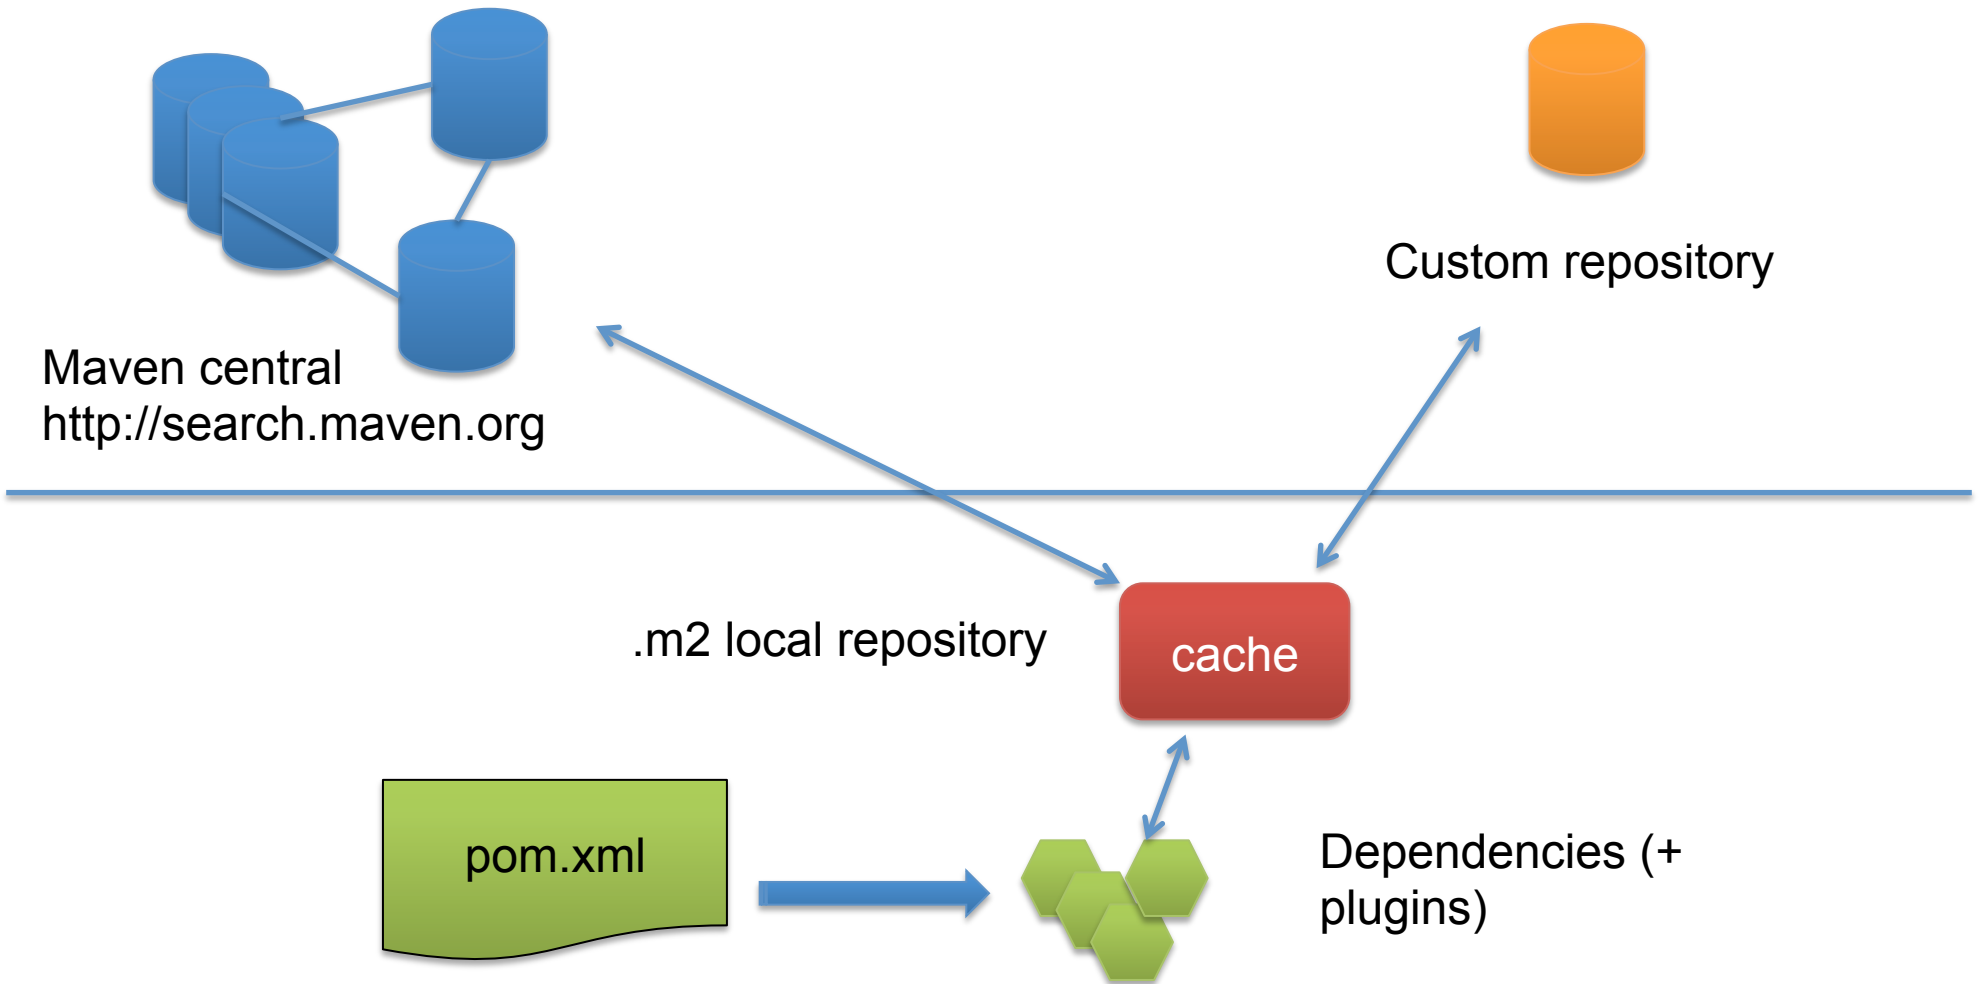 Custom repository
Maven central
http://search.maven.org
.m2 local repository
cache
pom.xml
Dependencies (+
plugins)